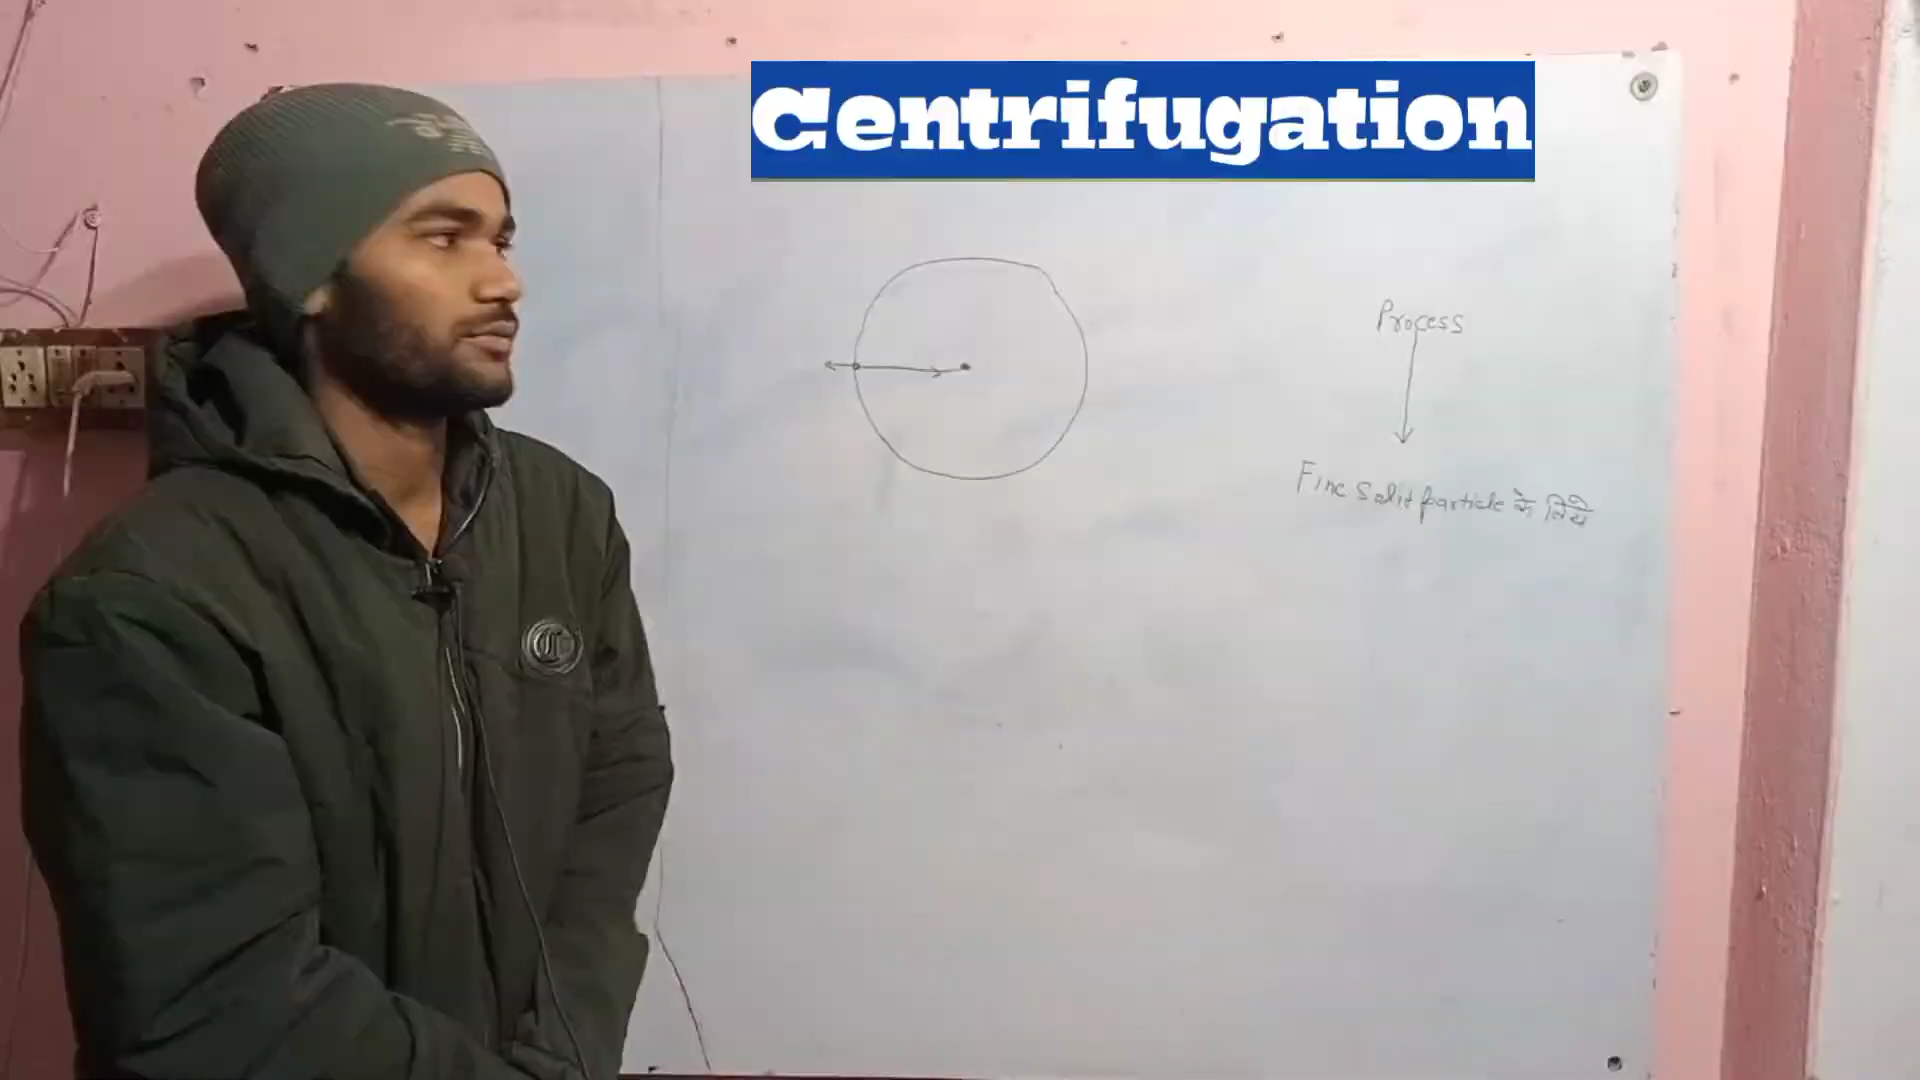 Centrifugation
Process
Fine solit particle के लिये